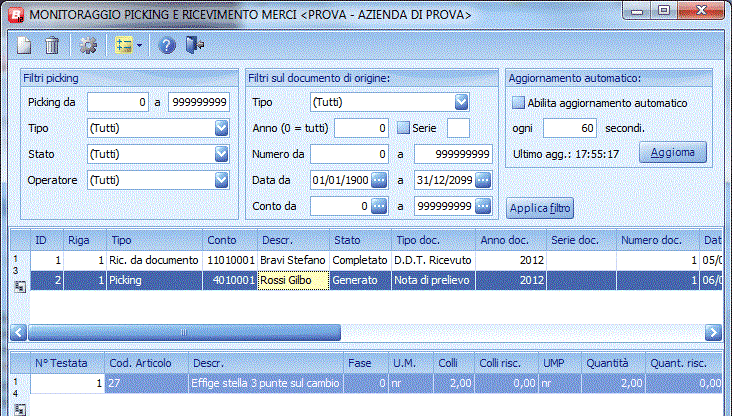 MONITORAGGIO PICKING E RICEVIMENTO MERCI <PROVA - AZIENDA DI PROVA>
Filtri picking
Picking da 0 a 999999999
Tipo (Tutti)
Stato (Tutti)
Operatore (Tutti)
Filtri sul documento di origine:
Tipo (Tutti)
Anno (0 = tutti) 0 Serie
Numero da 0 a 999999999
Data da 01/01/1900 a 31/12/2099
Conto da 0 a 999999999
Aggiornamento automatico:
Abilita aggiornamento automatico
ogni 60 secondi.
Ultimo agg.: 17:55:17 Aggiorna
Applica filtro
ID Riga Tipo Conto Descr. Stato Tipo doc. Anno doc. Serie doc. Numero doc. Dat
1 1 Ric. da documento 11010001 Bravi Stefano Completato D.D.T. Ricevuto 2012 1 05/0
2 1 Picking 4010001 Rossi Gilbo Generato Nota di prelievo 2012 1 06/0
1
3
N° Testata Cod. Articolo Descr. Fase U.M. Colli Colli risc. UMP Quantità Quant. risc.
1 27 Effige stella 3 punte sul cambio 0 nr 2,00 0,00 nr 2,00 0,00
1
4